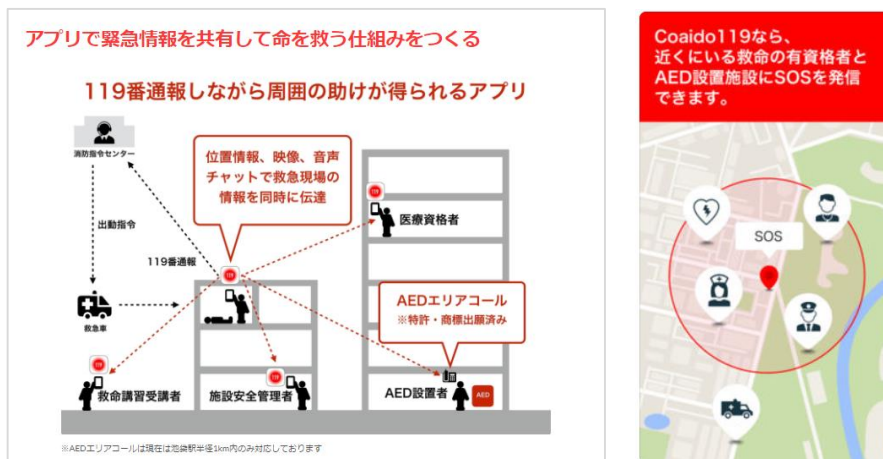 アプリで緊急情報を共有して命を救う仕組みをつくる
119番通報しながら周囲の助けが得られるアプリ
消防指令センター
位置情報、映像、音声
チャットで救急現場の
情報を同時に伝達
119
医療資格者
出動指令
119番通報
119
AEDエリアコール
※特許・商標出願済み
救急車
119
救命講習受講者
119
施設安全管理者
AED設置者
AED
※AEDエリアコールは現在は池袋駅半径1km内のみ対応しております
Coaido119なら、
近くにいる救命の有資格者と
AED設置施設にSOSを発信
できます。
SOS